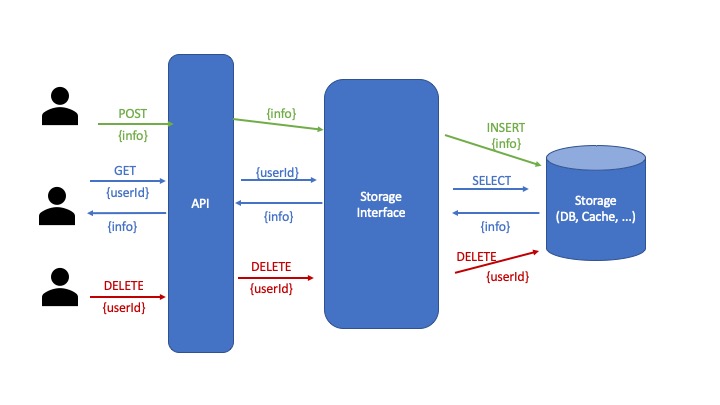 POST
{info}
{info}
INSERT
{info}
GET
{userId}
{info}
{userId}
{info}
SELECT
{info}
API
Storage
Interface
Storage
(DB, Cache, ...)
DELETE
{userId}
DELETE
{userId}
DELETE
{userId}